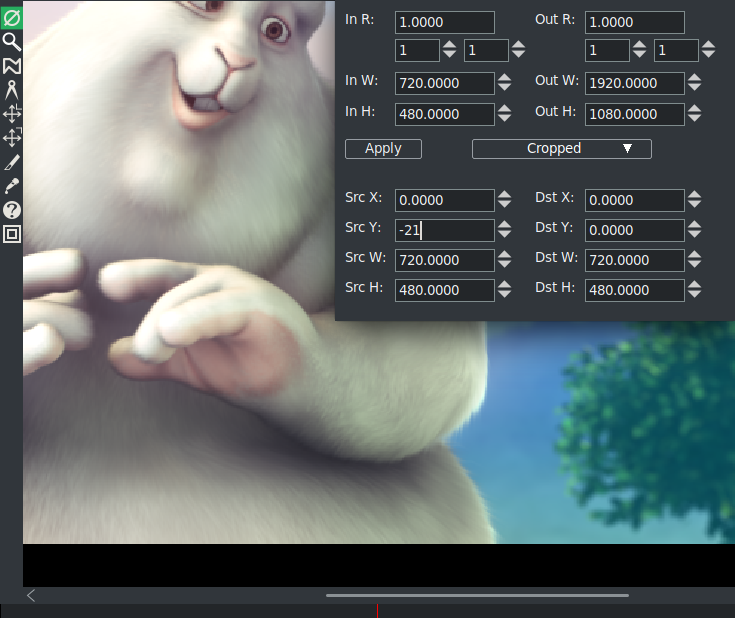 In R: 1.0000 Out R: 1.0000
1 1 1 1
In W: 720.0000 Out W: 1920.0000
In H: 480.0000 Out H: 1080.0000
Apply Cropped
Src X: 0.0000 Dst X: 0.0000
Src Y: -21 Dst Y: 0.0000
Src W: 720.0000 Dst W: 720.0000
Src H: 480.0000 Dst H: 480.0000